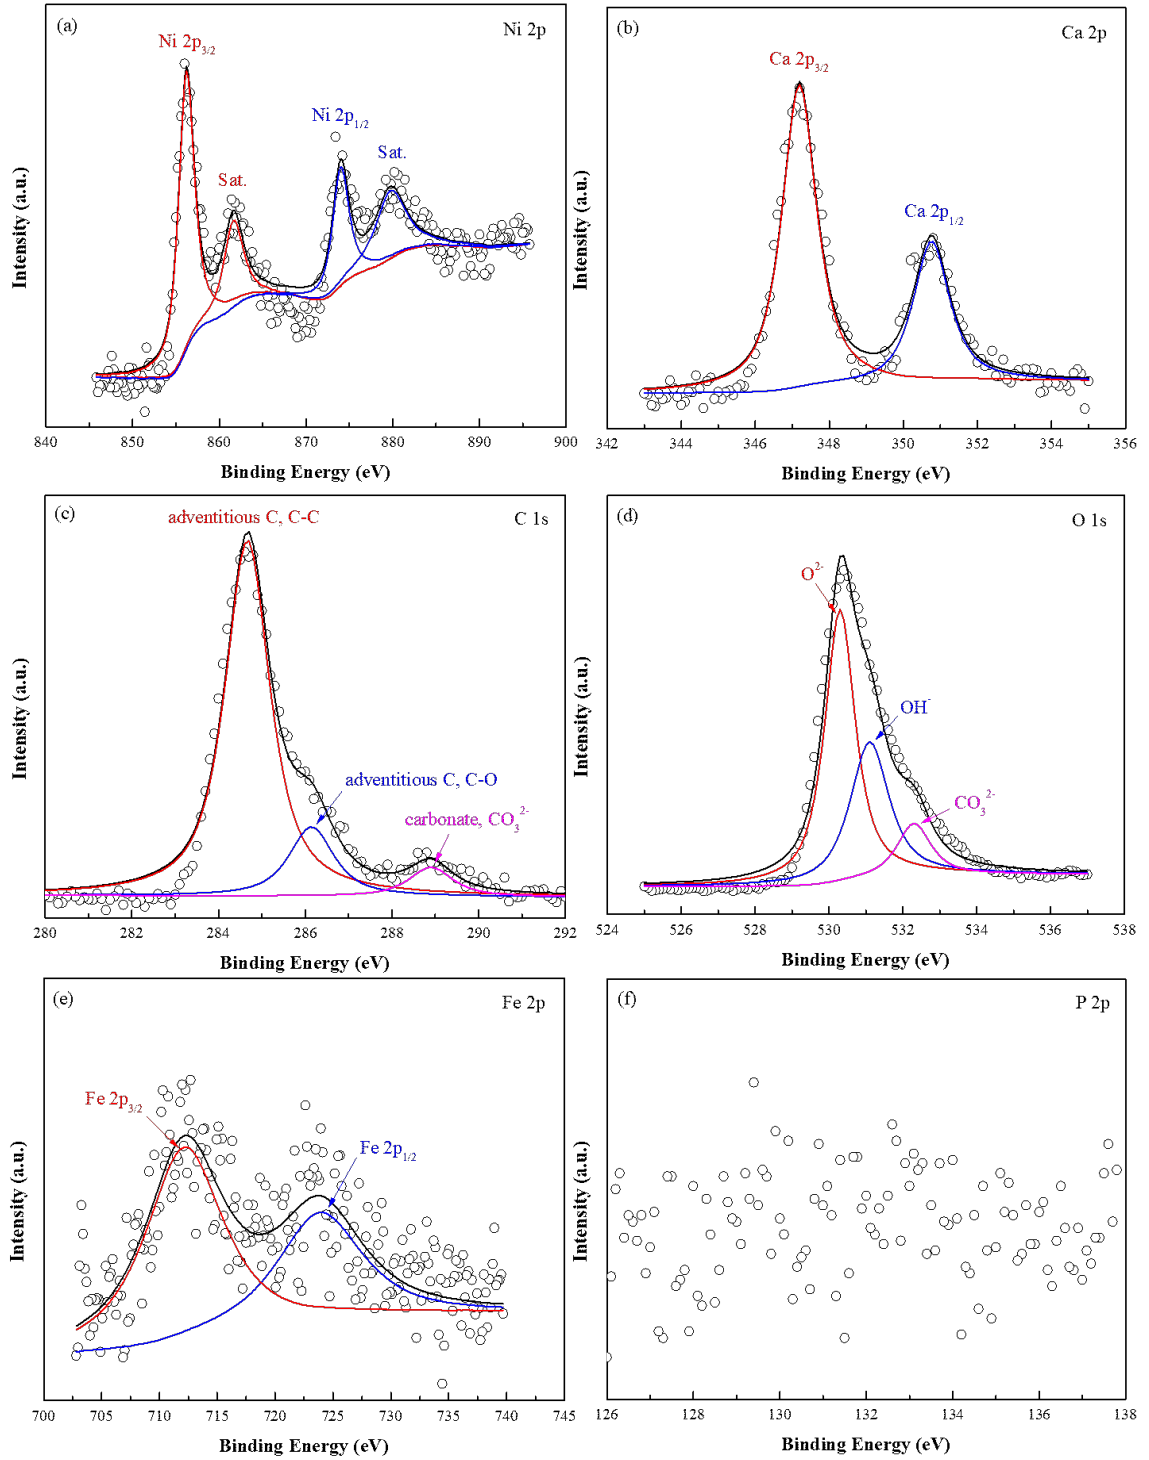 (a)
Ni 2p
Ni 2p3/2
Sat.
Ni 2p1/2
Sat.
Intensity (a.u.)
840 850 860 870 880 890 900
Binding Energy (eV)
(b)
Ca 2p
Ca 2p3/2
Ca 2p1/2
Intensity (a.u.)
342 344 346 348 350 352 354 356
Binding Energy (eV)
(c)
C 1s
adventitious C, C-C
adventitious C, C-O
carbonate, CO32-
Intensity (a.u.)
280 282 284 286 288 290 292
Binding Energy (eV)
(d)
O 1s
O2-
OH-
CO32-
Intensity (a.u.)
524 526 528 530 532 534 536 538
Binding Energy (eV)
(e)
Fe 2p
Fe 2p3/2
Fe 2p1/2
Intensity (a.u.)
700 705 710 715 720 725 730 735 740 745
Binding Energy (eV)
(f)
P 2p
Intensity (a.u.)
126 128 130 132 134 136 138
Binding Energy (eV)